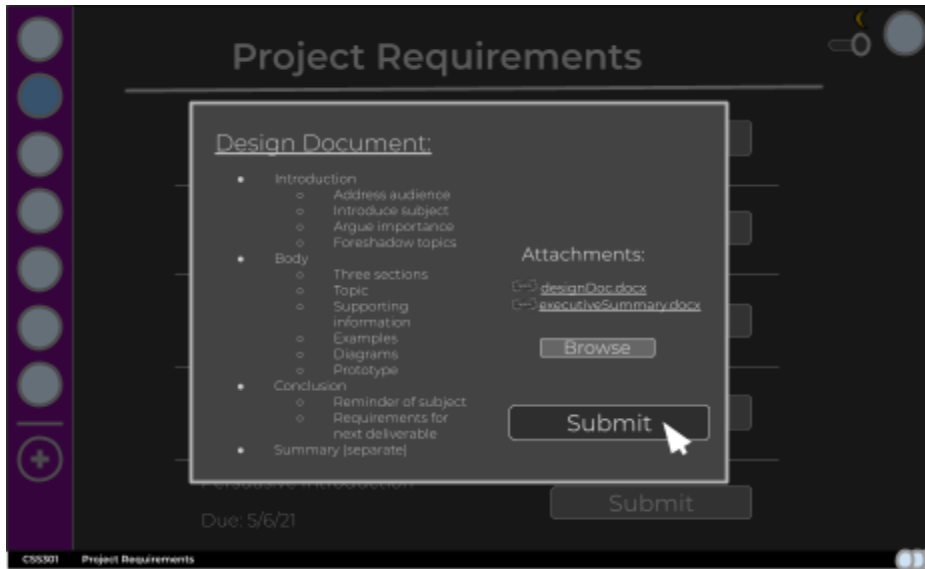 Project Requirements
Design Document:
Introduction
Address audience
Introduce subject
Argue importance
Foreshadow topics
Body
Three sections
Topic
Supporting
information
Examples
Diagrams
Prototype
Conclusion
Reminder of subject
Requirements for
next deliverable
Summary (separate)
Attachments:
designDoc.docx
executiveSummary.docx
Browse
Submit
Persuasive Introduction
Due: 5/6/21
Submit
CSS301 Project Requirements